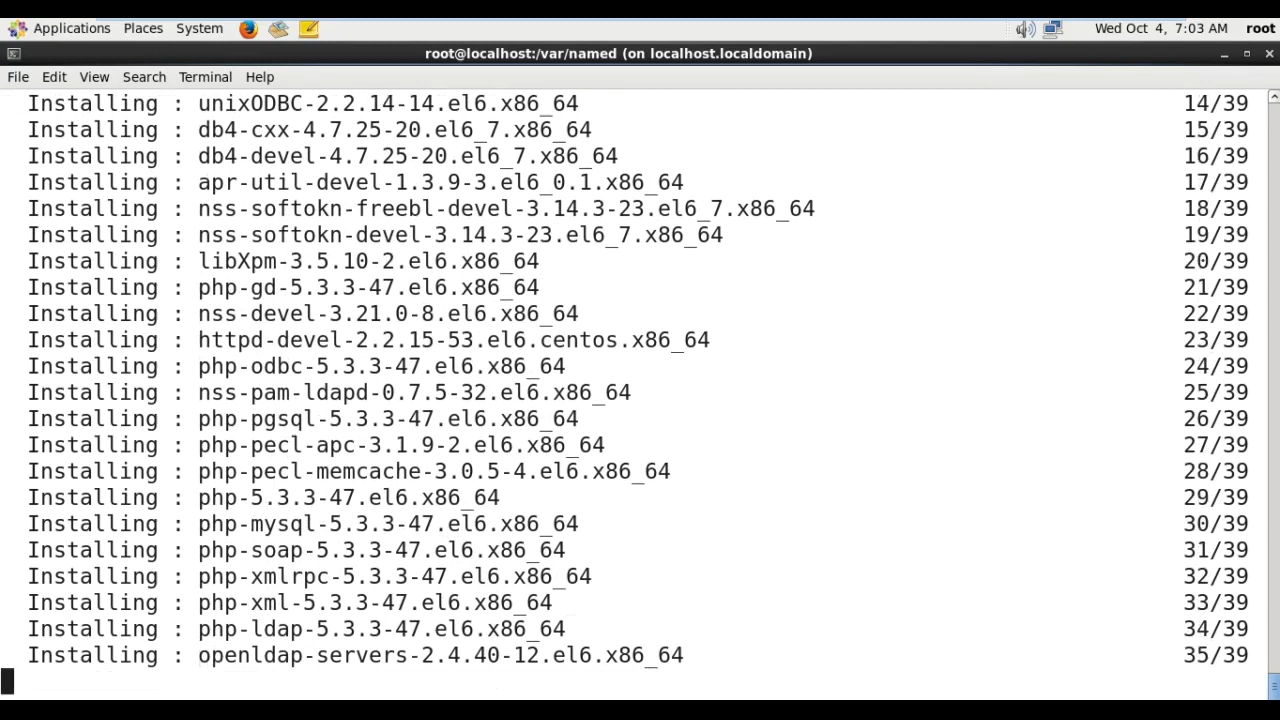 Applications Places System Wed Oct 4, 7:03 AM root
root@localhost:/var/named (on localhost.localdomain)
File Edit View Search Terminal Help
Installing : unixODBC-2.2.14-14.el6.x86_64 14/39
Installing : db4-cxx-4.7.25-20.el6_7.x86_64 15/39
Installing : db4-devel-4.7.25-20.el6_7.x86_64 16/39
Installing : apr-util-devel-1.3.9-3.el6_0.1.x86_64 17/39
Installing : nss-softokn-freebl-devel-3.14.3-23.el6_7.x86_64 18/39
Installing : nss-softokn-devel-3.14.3-23.el6_7.x86_64 19/39
Installing : libXpm-3.5.10-2.el6.x86_64 20/39
Installing : php-gd-5.3.3-47.el6.x86_64 21/39
Installing : nss-devel-3.21.0-8.el6.x86_64 22/39
Installing : httpd-devel-2.2.15-53.el6.centos.x86_64 23/39
Installing : php-odbc-5.3.3-47.el6.x86_64 24/39
Installing : nss-pam-ldapd-0.7.5-32.el6.x86_64 25/39
Installing : php-pgsql-5.3.3-47.el6.x86_64 26/39
Installing : php-pecl-apc-3.1.9-2.el6.x86_64 27/39
Installing : php-pecl-memcache-3.0.5-4.el6.x86_64 28/39
Installing : php-5.3.3-47.el6.x86_64 29/39
Installing : php-mysql-5.3.3-47.el6.x86_64 30/39
Installing : php-soap-5.3.3-47.el6.x86_64 31/39
Installing : php-xmlrpc-5.3.3-47.el6.x86_64 32/39
Installing : php-xml-5.3.3-47.el6.x86_64 33/39
Installing : php-ldap-5.3.3-47.el6.x86_64 34/39
Installing : openldap-servers-2.4.40-12.el6.x86_64 35/39